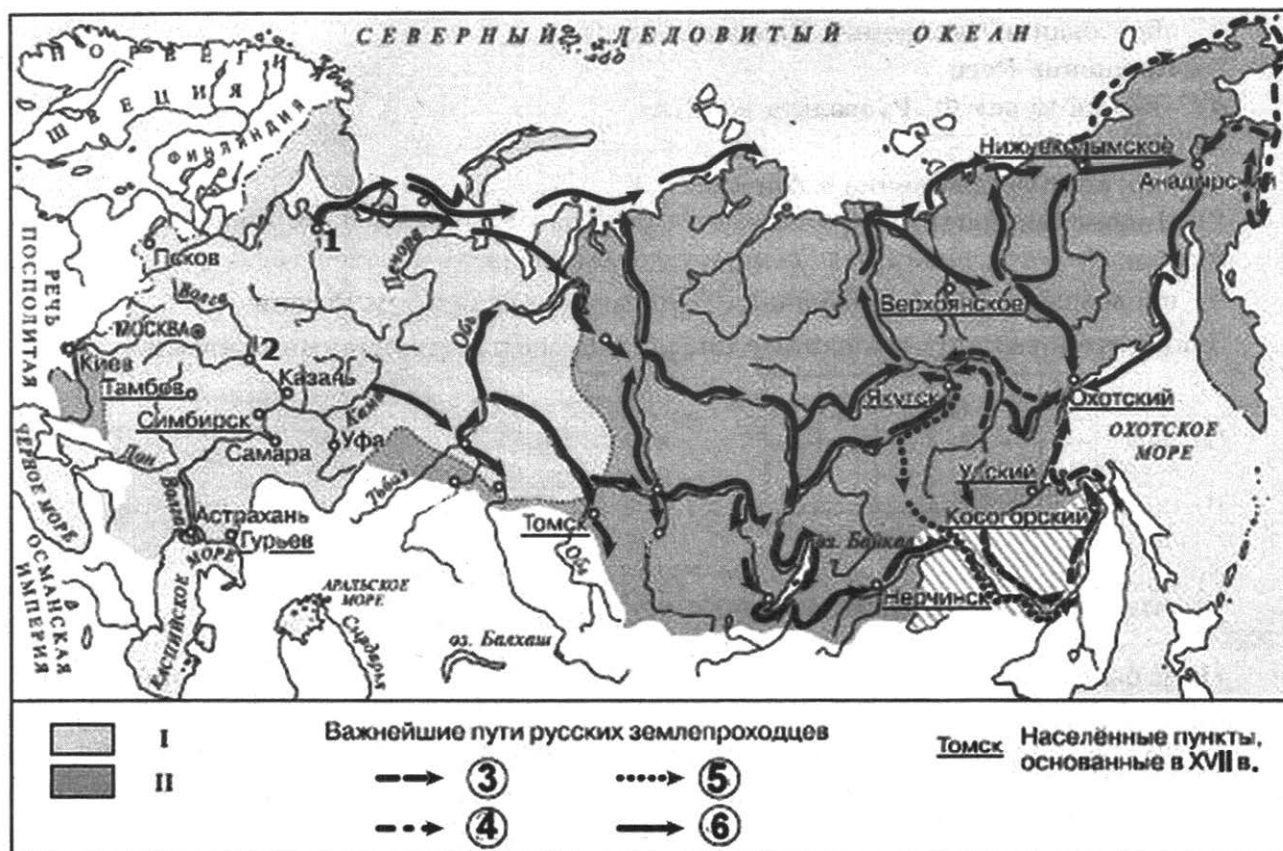 СЕВЕРНЫЙ ЛЕДОВИТЫЙ ОКЕАН
НОРВЕГИЯ
ШВЕЦИЯ
ФИНЛЯНДИЯ
РЕЧЬ ПОСПОЛИТАЯ
Нижнеколымское
Анадырский
1
Печора
Псков
Волга
МОСКВА
2
Обь
Верхоянское
Киев
Казань
Тамбов
Кама
Якутск
Охотский
Симбирск
ОХОТСКОЕ
МОРЕ
Самара
Уфа
Дон
Тобол
Удский
ЧЕРНОЕ МОРЕ
Волга
Астрахань
Томск
Косогорский
Гурьев
оз. Байкал
Обь
Нерчинск
ОСМАНСКАЯ
ИМПЕРИЯ
КАСПИЙСКОЕ МОРЕ
АРАЛЬСКОЕ
МОРЕ
Сырдарья
оз. Балхаш
I
II
Важнейшие пути русских землепроходцев
3
5
4
6
Томск Населённые пункты,
основанные в XVII в.